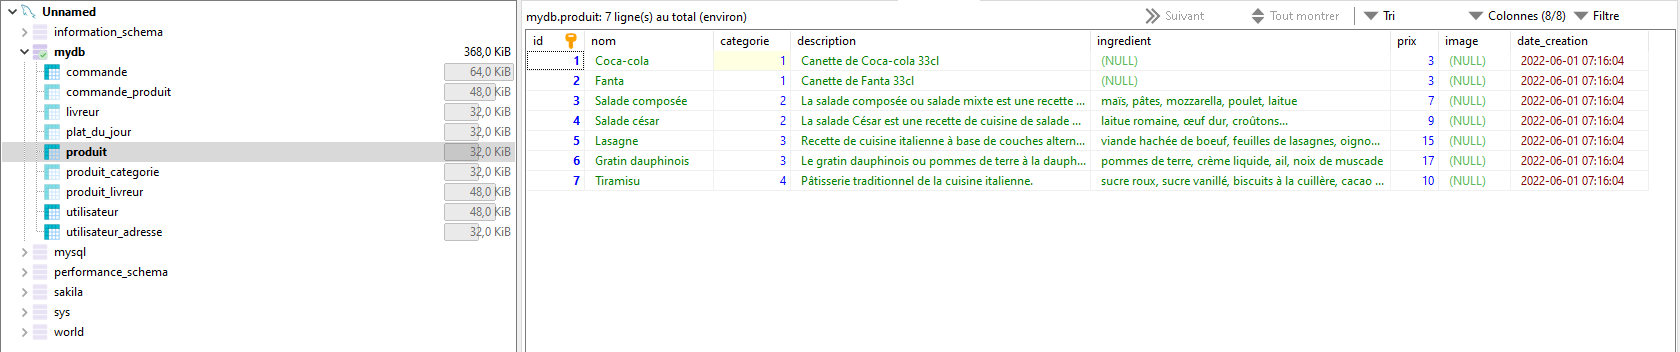 Unnamed
information_schema
mydb 368,0 KiB
commande 64,0 KiB
commande_produit 48,0 KiB
livreur 32,0 KiB
plat_du_jour 32,0 KiB
produit 32,0 KiB
produit_categorie 32,0 KiB
produit_livreur 48,0 KiB
utilisateur 48,0 KiB
utilisateur_adresse 32,0 KiB
mysql
performance_schema
sakila
sys
world
mydb.produit: 7 ligne(s) au total (environ) Suivant Tout montrer Tri Colonnes (8/8) Filtre
id nom categorie description ingredient prix image date_creation
1 Coca-cola 1 Canette de Coca-cola 33cl (NULL) 3 (NULL) 2022-06-01 07:16:04
2 Fanta 1 Canette de Fanta 33cl (NULL) 3 (NULL) 2022-06-01 07:16:04
3 Salade composée 2 La salade composée ou salade mixte est une recette ... maïs, pâtes, mozzarella, poulet, laitue 7 (NULL) 2022-06-01 07:16:04
4 Salade césar 2 La salade César est une recette de cuisine de salade ... laitue romaine, œuf dur, croûtons... 9 (NULL) 2022-06-01 07:16:04
5 Lasagne 3 Recette de cuisine italienne à base de couches altern... viande hachée de boeuf, feuilles de lasagnes, oigno... 15 (NULL) 2022-06-01 07:16:04
6 Gratin dauphinois 3 Le gratin dauphinois ou pommes de terre à la dauph... pommes de terre, crème liquide, ail, noix de muscade 17 (NULL) 2022-06-01 07:16:04
7 Tiramisu 4 Pâtisserie traditionnel de la cuisine italienne. sucre roux, sucre vanillé, biscuits à la cuillère, cacao ... 10 (NULL) 2022-06-01 07:16:04